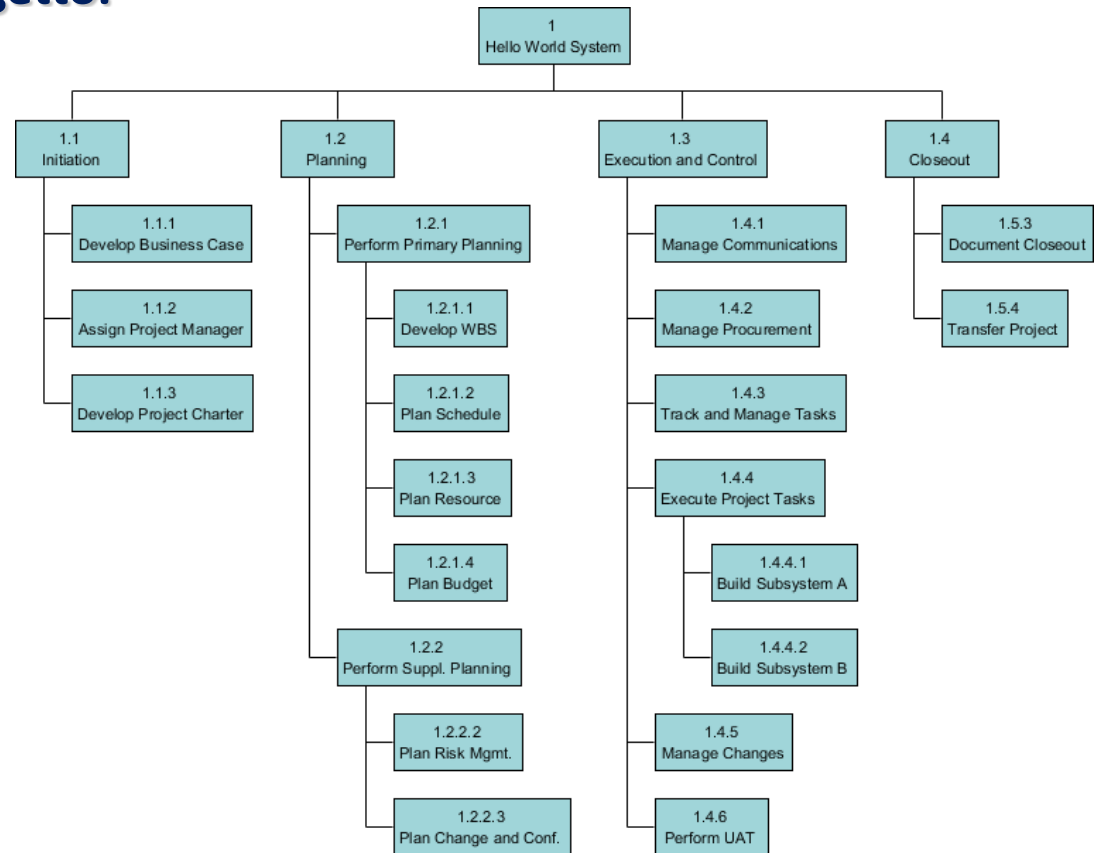 1
Hello World System
1.1
Initiation
1.1.1
Develop Business Case
1.1.2
Assign Project Manager
1.1.3
Develop Project Charter
1.2
Planning
1.2.1
Perform Primary Planning
1.2.1.1
Develop WBS
1.2.1.2
Plan Schedule
1.2.1.3
Plan Resource
1.2.1.4
Plan Budget
1.2.2
Perform Suppl. Planning
1.2.2.2
Plan Risk Mgmt.
1.2.2.3
Plan Change and Conf.
1.3
Execution and Control
1.4.1
Manage Communications
1.4.2
Manage Procurement
1.4.3
Track and Manage Tasks
1.4.4
Execute Project Tasks
1.4.4.1
Build Subsystem A
1.4.4.2
Build Subsystem B
1.4.5
Manage Changes
1.4.6
Perform UAT
1.4
Closeout
1.5.3
Document Closeout
1.5.4
Transfer Project